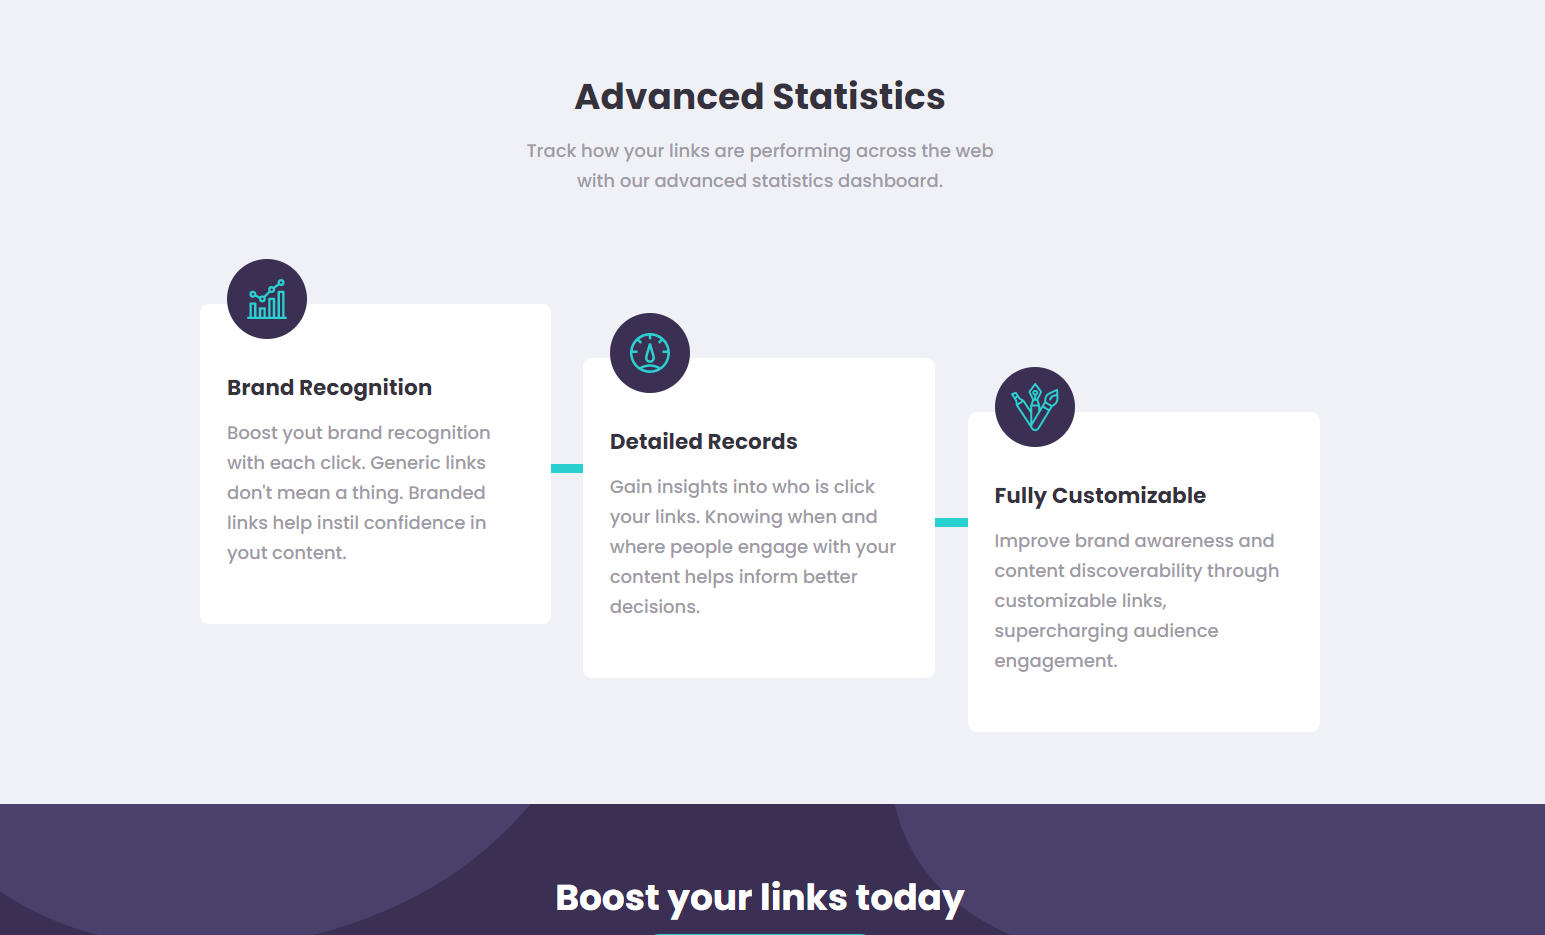 Advanced Statistics
Track how your links are performing across the web
with our advanced statistics dashboard.
Brand Recognition
Boost yout brand recognition
with each click. Generic links
don't mean a thing. Branded
links help instil confidence in
yout content.
Detailed Records
Gain insights into who is click
your links. Knowing when and
where people engage with your
content helps inform better
decisions.
Fully Customizable
Improve brand awareness and
content discoverability through
customizable links,
supercharging audience
engagement.
Boost your links today